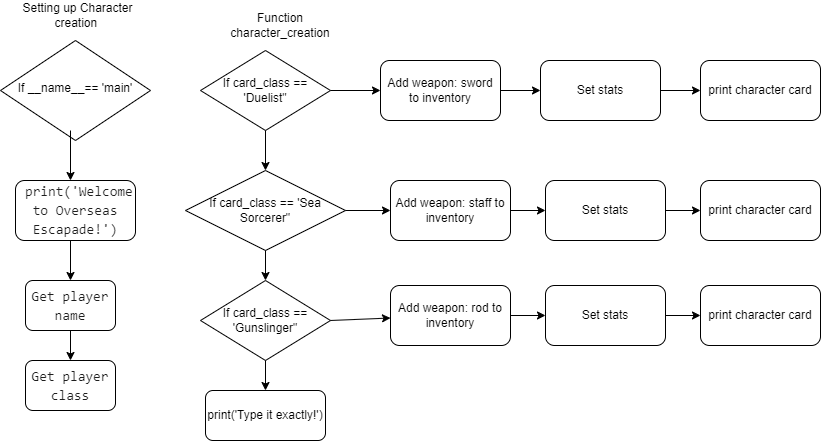 Setting up Character
creation
If __name__== 'main'
print('Welcome
to Overseas
Escapade!')
Get player
name
Get player
class
Function
character_creation
If card_class ==
'Duelist"
Add weapon: sword
to inventory
Set stats
print character card
If card_class == 'Sea
Sorcerer"
Add weapon: staff to
inventory
Set stats
print character card
If card_class ==
'Gunslinger"
Add weapon: rod to
inventory
Set stats
print character card
print('Type it exactly!')